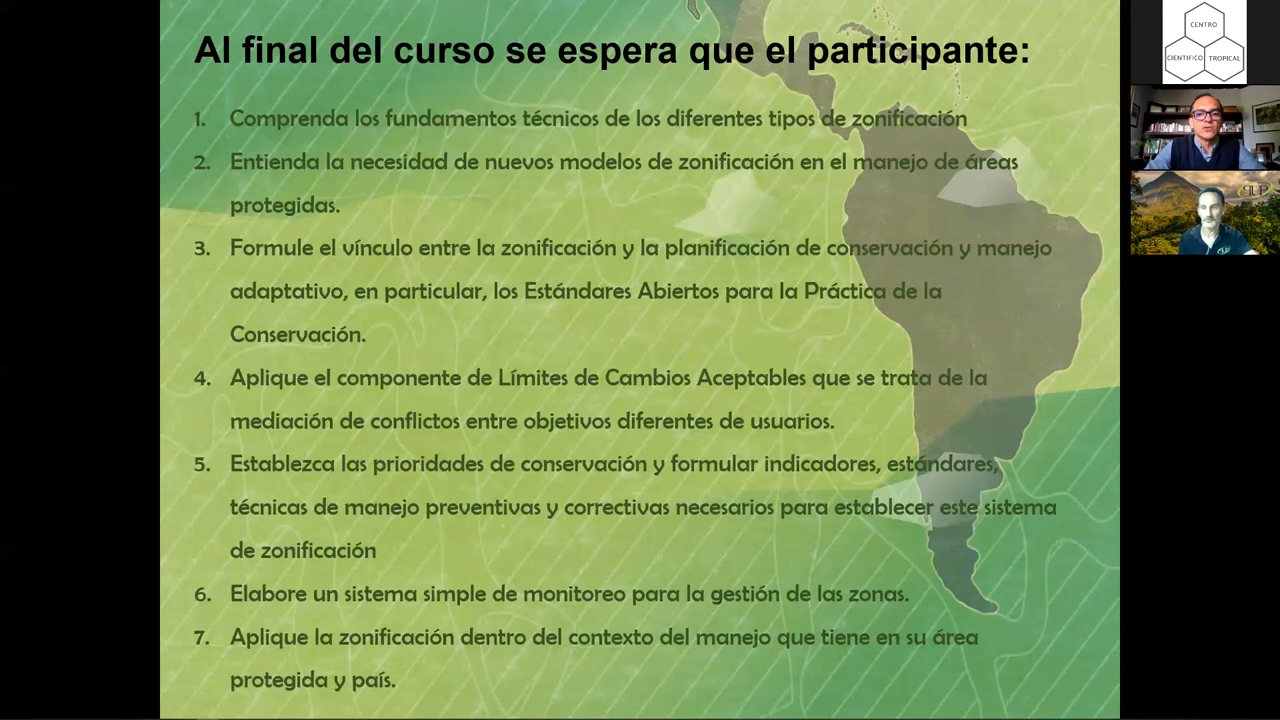 Al final del curso se espera que el participante:
1. Comprenda los fundamentos técnicos de los diferentes tipos de zonificación
2. Entienda la necesidad de nuevos modelos de zonificación en el manejo de áreas
protegidas.
3. Formule el vínculo entre la zonificación y la planificación de conservación y manejo
adaptativo, en particular, los Estándares Abiertos para la Práctica de la
Conservación.
4. Aplique el componente de Límites de Cambios Aceptables que se trata de la
mediación de conflictos entre objetivos diferentes de usuarios.
5. Establezca las prioridades de conservación y formular indicadores, estándares,
técnicas de manejo preventivas y correctivas necesarios para establecer este sistema
de zonificación
6. Elabore un sistema simple de monitoreo para la gestión de las zonas.
7. Aplique la zonificación dentro del contexto del manejo que tiene en su área
protegida y país.
CENTRO
CIENTIFICO TROPICAL